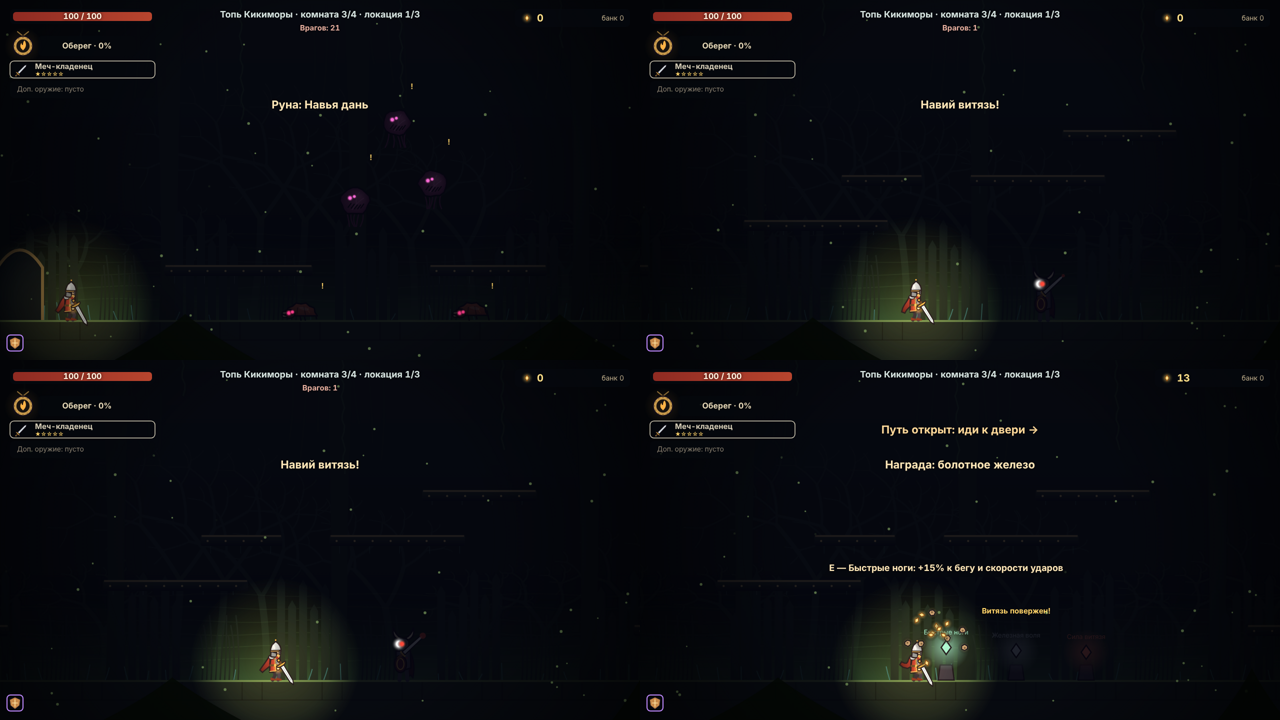 100 / 100
Топь Кикиморы · комната 3/4 · локация 1/3
0
банк 0
Врагов: 21
Оберег · 0%
Меч-кладенец
Доп. оружие: пусто
Руна: Навья дань
!
!
!
!
!
100 / 100
Топь Кикиморы · комната 3/4 · локация 1/3
0
банк 0
Врагов: 1
Оберег · 0%
Меч-кладенец
Доп. оружие: пусто
Навий витязь!
100 / 100
Топь Кикиморы · комната 3/4 · локация 1/3
0
банк 0
Врагов: 1
Оберег · 0%
Меч-кладенец
Доп. оружие: пусто
Навий витязь!
100 / 100
Топь Кикиморы · комната 3/4 · локация 1/3
13
банк 0
Оберег · 0%
Меч-кладенец
Доп. оружие: пусто
Путь открыт: иди к двери →
Награда: болотное железо
E — Быстрые ноги: +15% к бегу и скорости ударов
Витязь повержен!